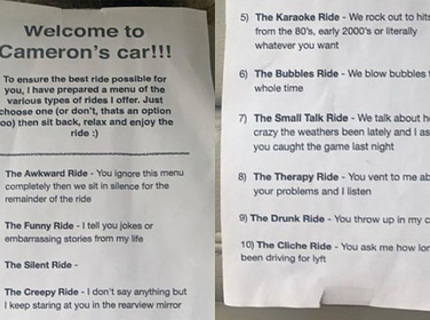 Welcome to
Cameron's car!!!
To ensure the best ride possible for
you, I have prepared a menu of the
various types of rides I offer. Just
choose one (or don't, thats an option
oo) then sit back, relax and enjoy the
ride :)
The Awkward Ride - You ignore this menu
completely then we sit in silence for the
remainder of the ride
The Funny Ride - I tell you jokes or
embarrassing stories from my life
The Silent Ride -
The Creepy Ride - I don't say anything but
I keep staring at you in the rearview mirror
5) The Karaoke Ride - We rock out to hits
from the 80's, early 2000's or literally
whatever you want
6) The Bubbles Ride - We blow bubbles
whole time
7) The Small Talk Ride - We talk about
crazy the weathers been lately and I
you caught the game last night
8) The Therapy Ride - You vent to me
your problems and I listen
9) The Drunk Ride - You throw up in my
10) The Cliche Ride - You ask me how
been driving for lyft